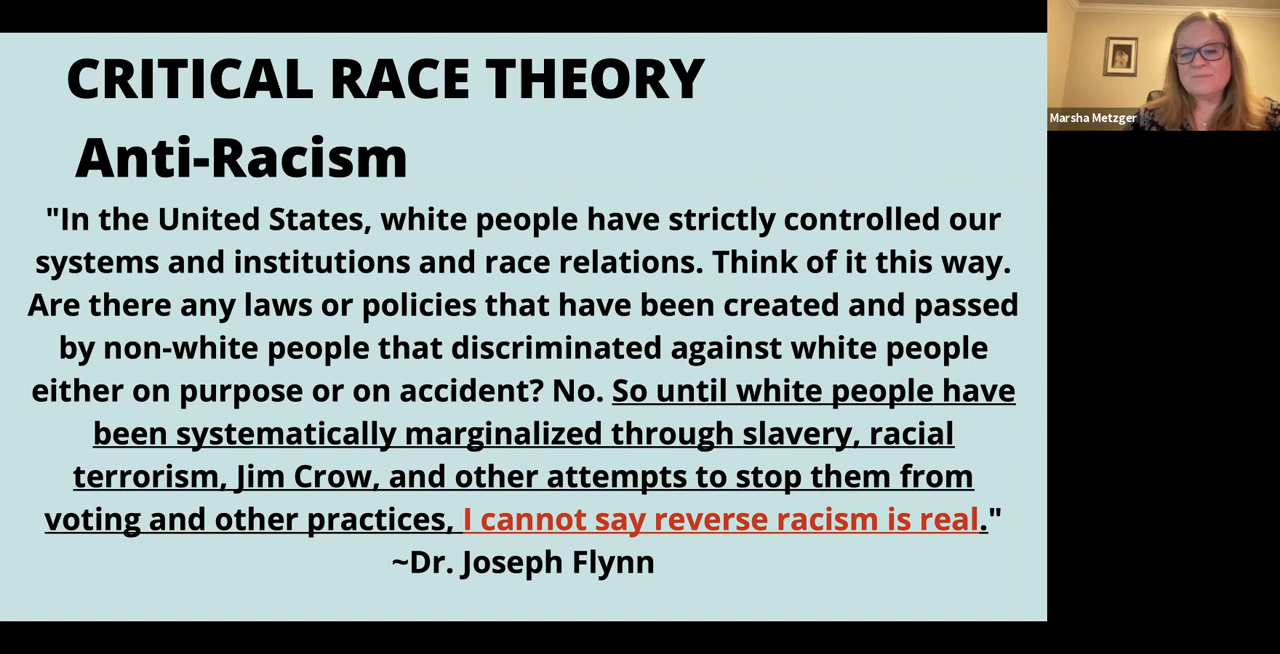 CRITICAL RACE THEORY
Anti-Racism
"In the United States, white people have strictly controlled our
systems and institutions and race relations. Think of it this way.
Are there any laws or policies that have been created and passed
by non-white people that discriminated against white people
either on purpose or on accident? No. So until white people have
been systematically marginalized through slavery, racial
terrorism, Jim Crow, and other attempts to stop them from
voting and other practices, I cannot say reverse racism is real."
~Dr. Joseph Flynn
Marsha Metzger